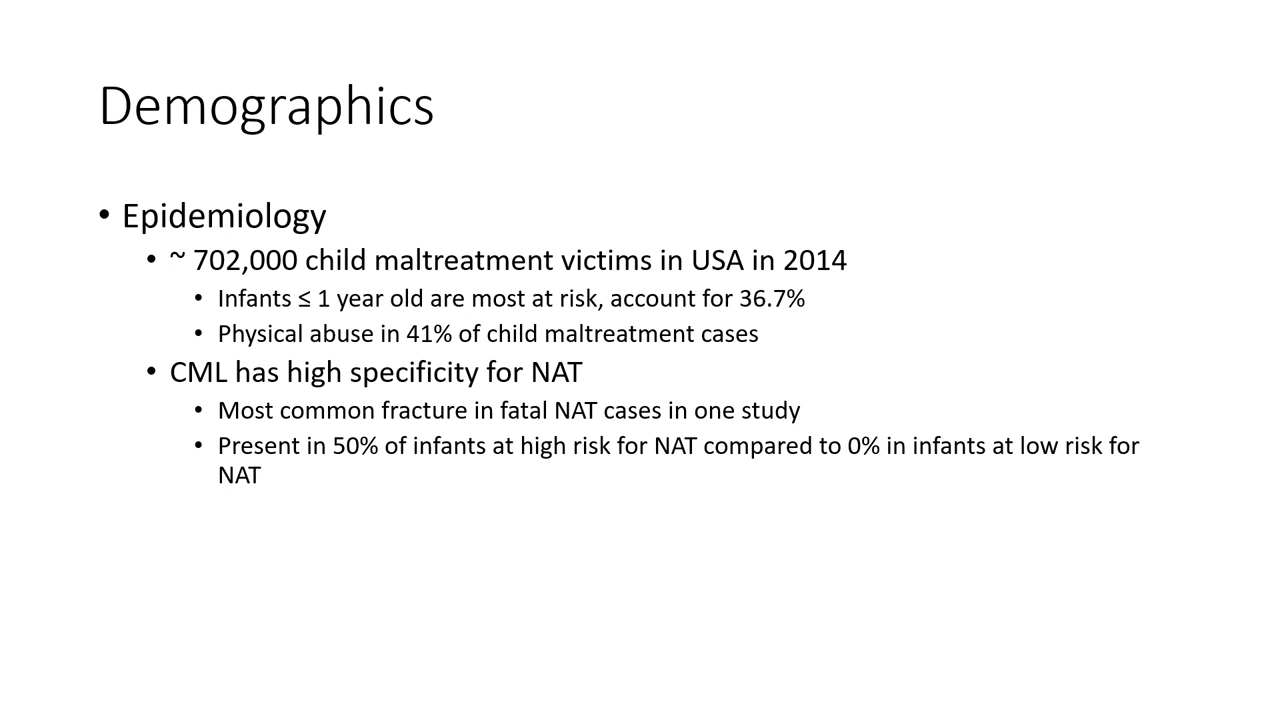 Demographics
• Epidemiology
• ~ 702,000 child maltreatment victims in USA in 2014
• Infants ≤ 1 year old are most at risk, account for 36.7%
• Physical abuse in 41% of child maltreatment cases
• CML has high specificity for NAT
• Most common fracture in fatal NAT cases in one study
• Present in 50% of infants at high risk for NAT compared to 0% in infants at low risk for
NAT